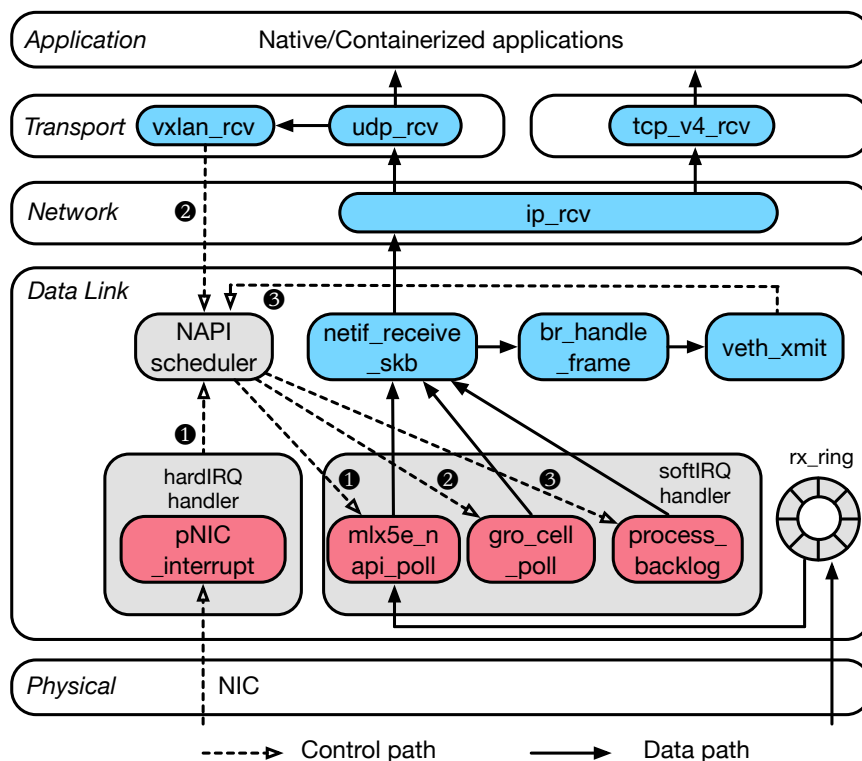 Application
Native/Containerized applications
Transport
vxlan_rcv
udp_rcv
tcp_v4_rcv
❷
Network
ip_rcv
Data Link
❸
NAPI
scheduler
netif_receive
_skb
br_handle
_frame
veth_xmit
❶
hardIRQ
handler
pNIC
_interrupt
❶
❷
❸
softIRQ
handler
mlx5e_n
api_poll
gro_cell
_poll
process_
backlog
rx_ring
Physical
NIC
Control path
Data path